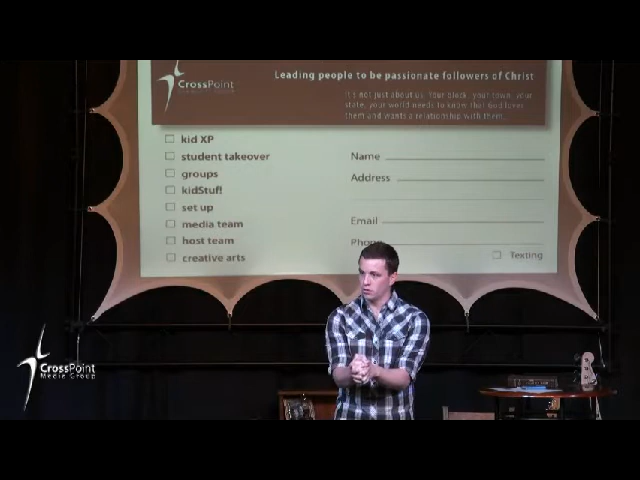 CrossPoint
Leading people to be passionate followers of Christ
It's not just about us. Your block, your town, your
state, your world needs to know that God loves
them and wants a relationship with them.
kid XP
student takeover
groups
kidStuf!
set up
media team
host team
creative arts
Name
Address
Email
Phone
Texting
CrossPoint
Media Group